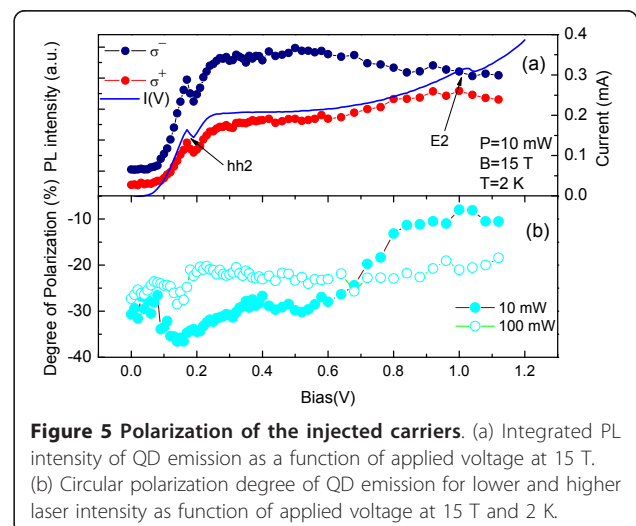 PL intensity (a.u.)
σ⁻
σ⁺
I(V)
(a)
hh2
E2
P=10 mW
B=15 T
T=2 K
0.4
0.3
0.2
0.1
0.0
Current (mA)
Degree of Polarization (%)
-10
-20
-30
-40
(b)
10 mW
100 mW
0.0 0.2 0.4 0.6 0.8 1.0 1.2
Bias(V)
Figure 5 Polarization of the injected carriers. (a) Integrated PL
intensity of QD emission as a function of applied voltage at 15 T.
(b) Circular polarization degree of QD emission for lower and higher
laser intensity as function of applied voltage at 15 T and 2 K.